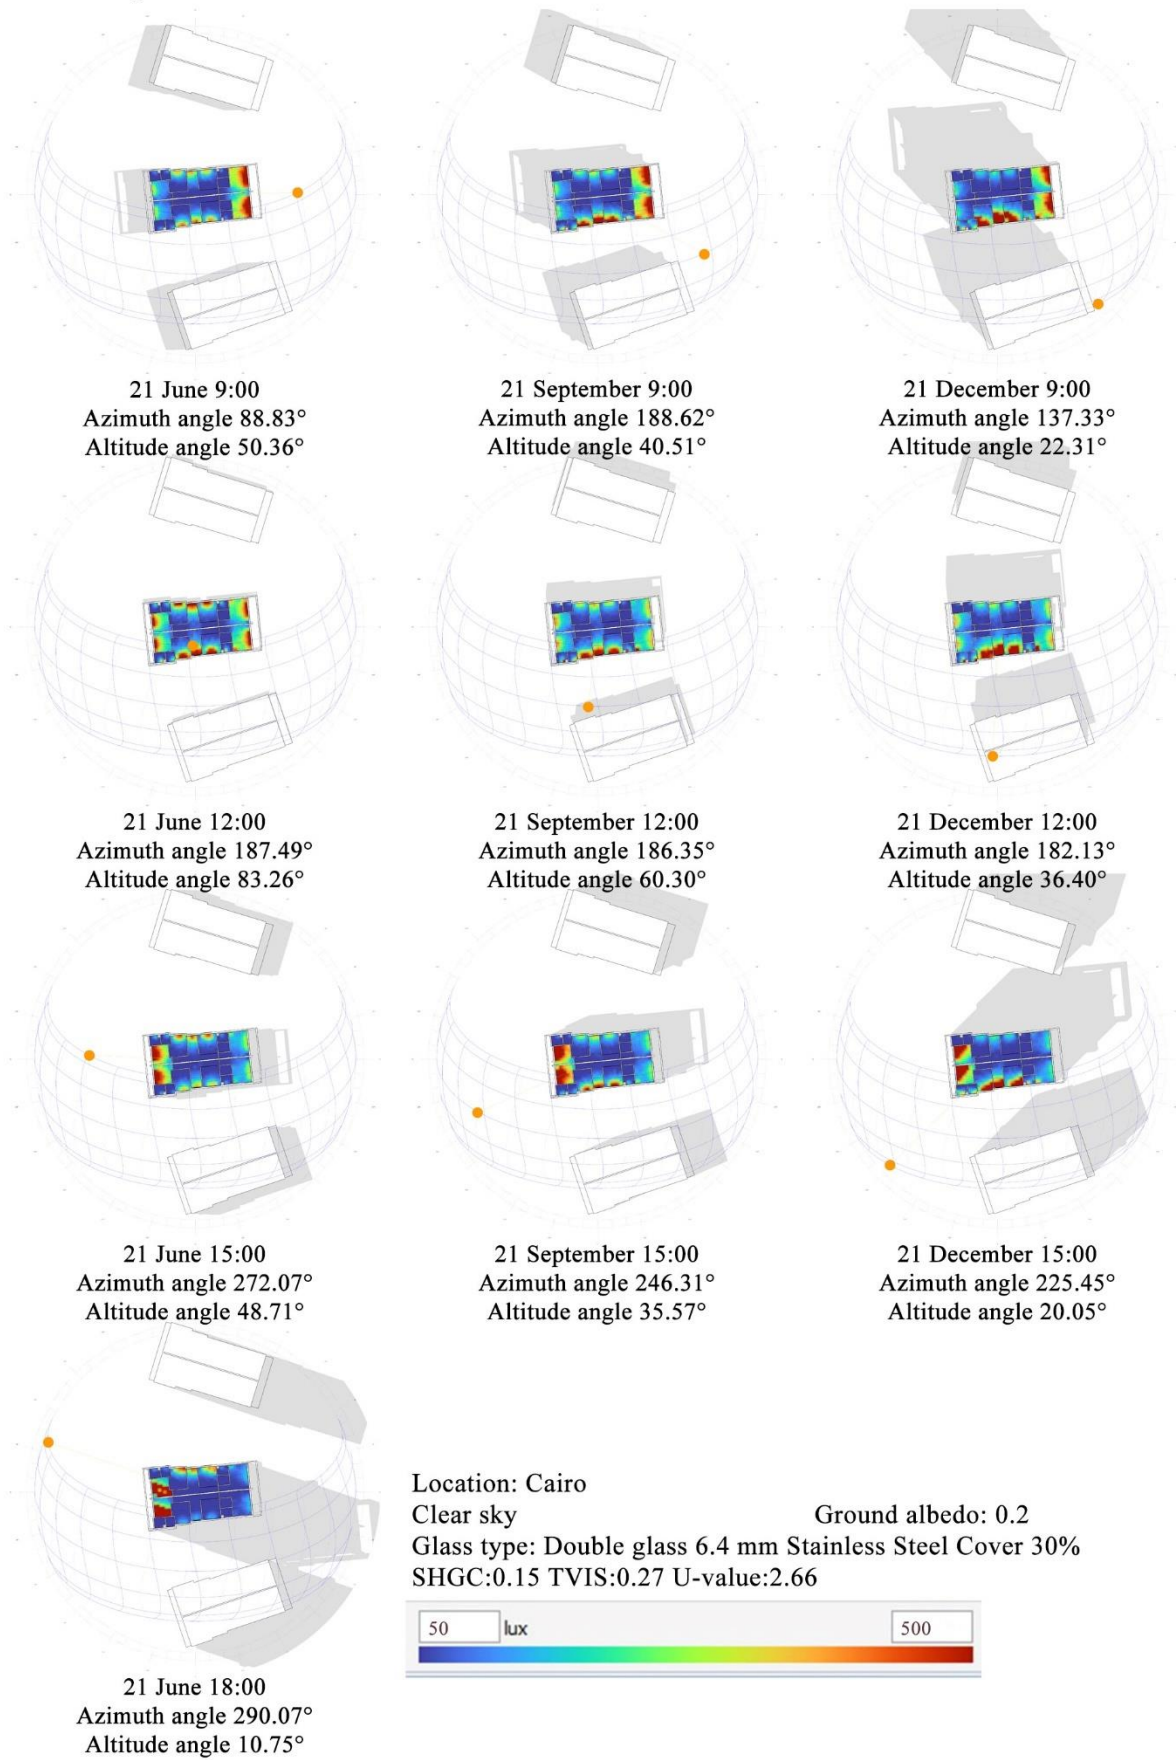 21 June 9:00
Azimuth angle 88.83°
Altitude angle 50.36°
21 September 9:00
Azimuth angle 188.62°
Altitude angle 40.51°
21 December 9:00
Azimuth angle 137.33°
Altitude angle 22.31°
21 June 12:00
Azimuth angle 187.49°
Altitude angle 83.26°
21 September 12:00
Azimuth angle 186.35°
Altitude angle 60.30°
21 December 12:00
Azimuth angle 182.13°
Altitude angle 36.40°
21 June 15:00
Azimuth angle 272.07°
Altitude angle 48.71°
21 September 15:00
Azimuth angle 246.31°
Altitude angle 35.57°
21 December 15:00
Azimuth angle 225.45°
Altitude angle 20.05°
21 June 18:00
Azimuth angle 290.07°
Altitude angle 10.75°
Location: Cairo
Clear sky Ground albedo: 0.2
Glass type: Double glass 6.4 mm Stainless Steel Cover 30%
SHGC:0.15 TVIS:0.27 U-value:2.66
50 lux 500